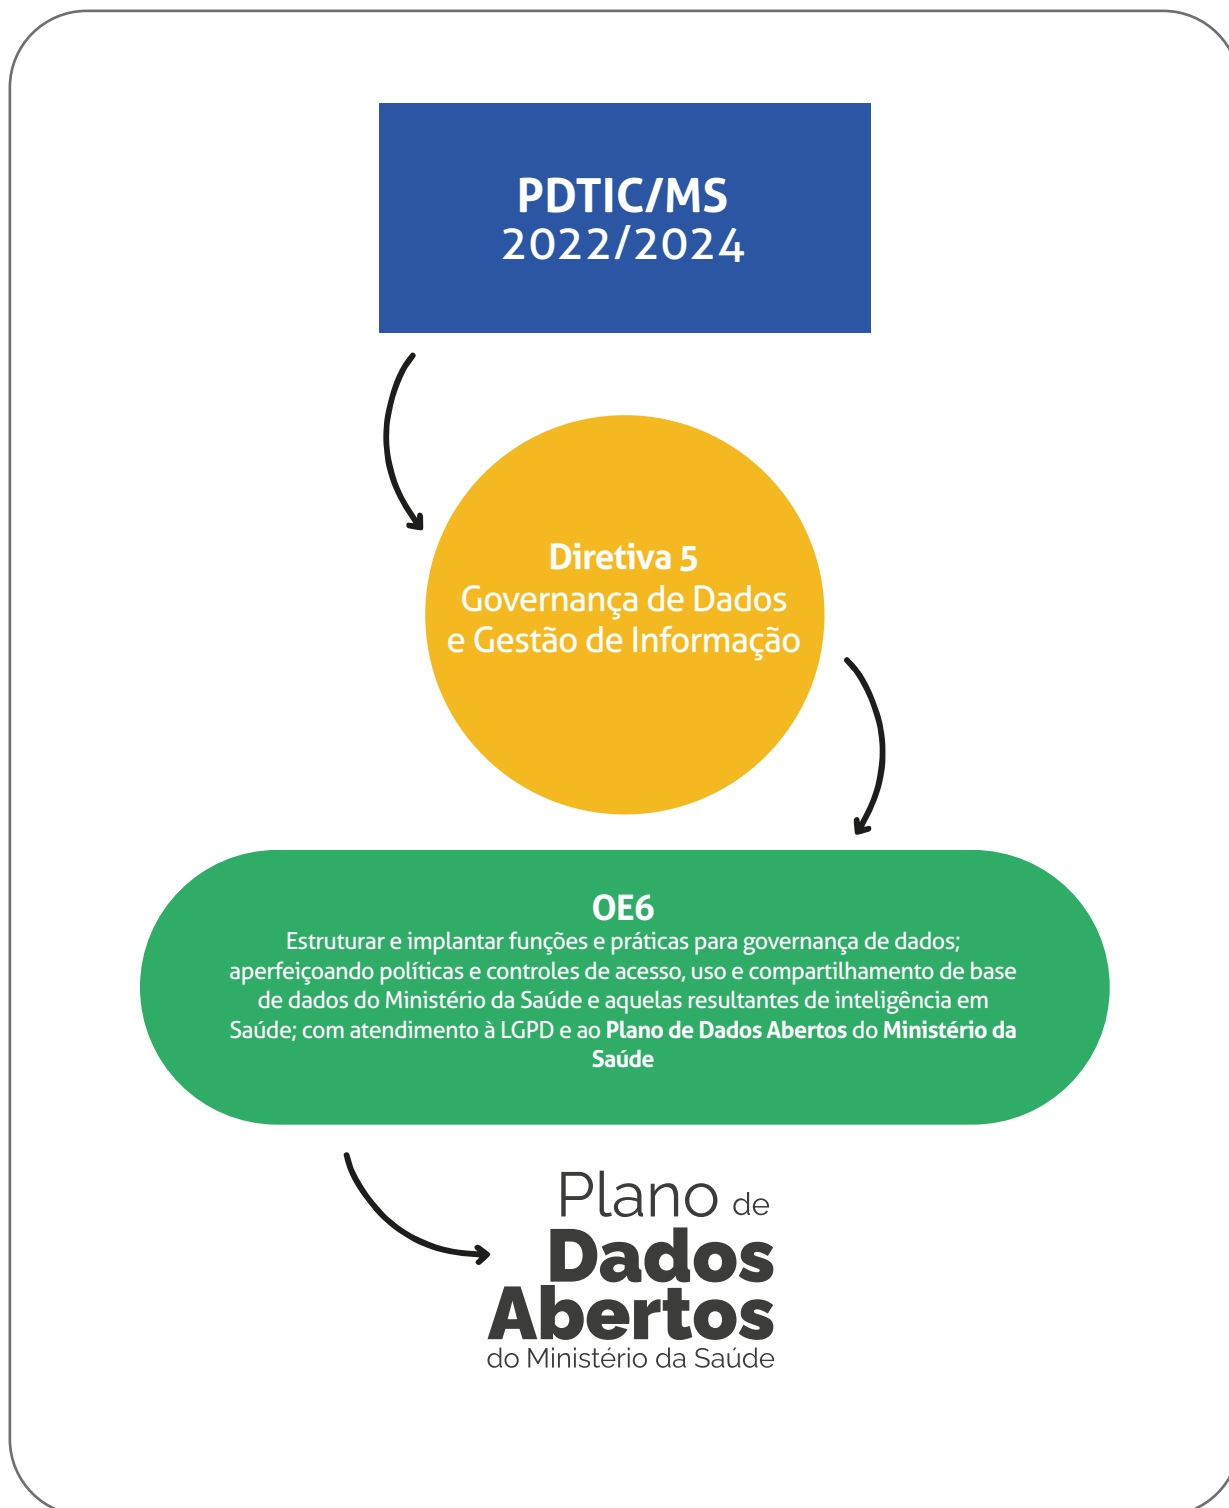 PDTIC/MS
2022/2024
Diretiva 5
Governança de Dados
e Gestão de Informação
OE6
Estruturar e implantar funções e práticas para governança de dados;
aperfeiçoando políticas e controles de acesso, uso e compartilhamento de base
de dados do Ministério da Saúde e aquelas resultantes de inteligência em
Saúde; com atendimento à LGPD e ao Plano de Dados Abertos do Ministério da
Saúde
Plano de
Dados
Abertos
do Ministério da Saúde